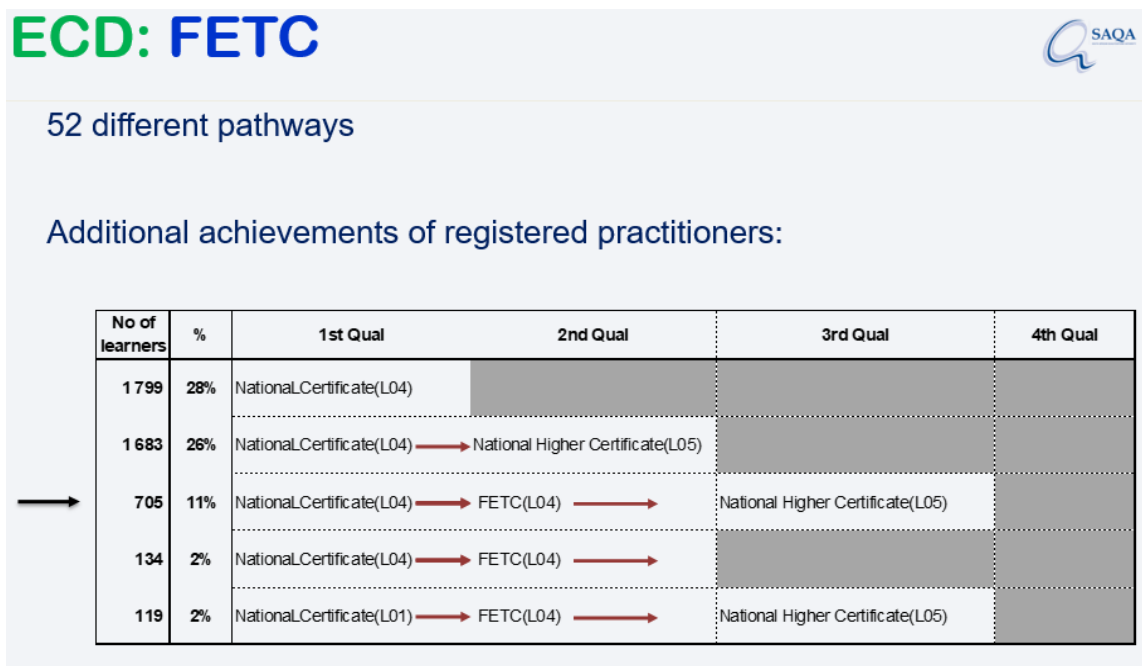 ECD: FETC
SAQA
52 different pathways
Additional achievements of registered practitioners:
No of learners % 1st Qual 2nd Qual 3rd Qual 4th Qual
1 799 28% NationalCertificate(L04)
1 683 26% NationalCertificate(L04) National Higher Certificate(L05)
705 11% NationalCertificate(L04) FETC(L04) National Higher Certificate(L05)
134 2% NationalCertificate(L04) FETC(L04)
119 2% NationalCertificate(L01) FETC(L04) National Higher Certificate(L05)